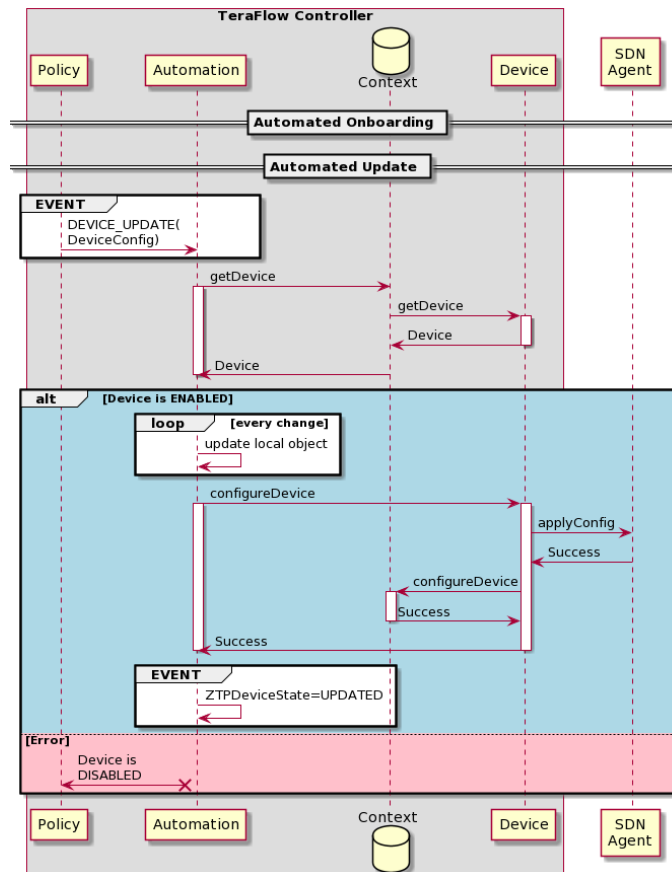 TeraFlow Controller
Policy
Automation
Context
Device
SDN
Agent
Automated Onboarding
Automated Update
EVENT
DEVICE_UPDATE(
DeviceConfig)
getDevice
getDevice
Device
Device
alt [Device is ENABLED]
loop [every change]
update local object
configureDevice
applyConfig
Success
configureDevice
Success
Success
EVENT
ZTPDeviceState=UPDATED
[Error]
Device is
DISABLED
Policy
Automation
Context
Device
SDN
Agent